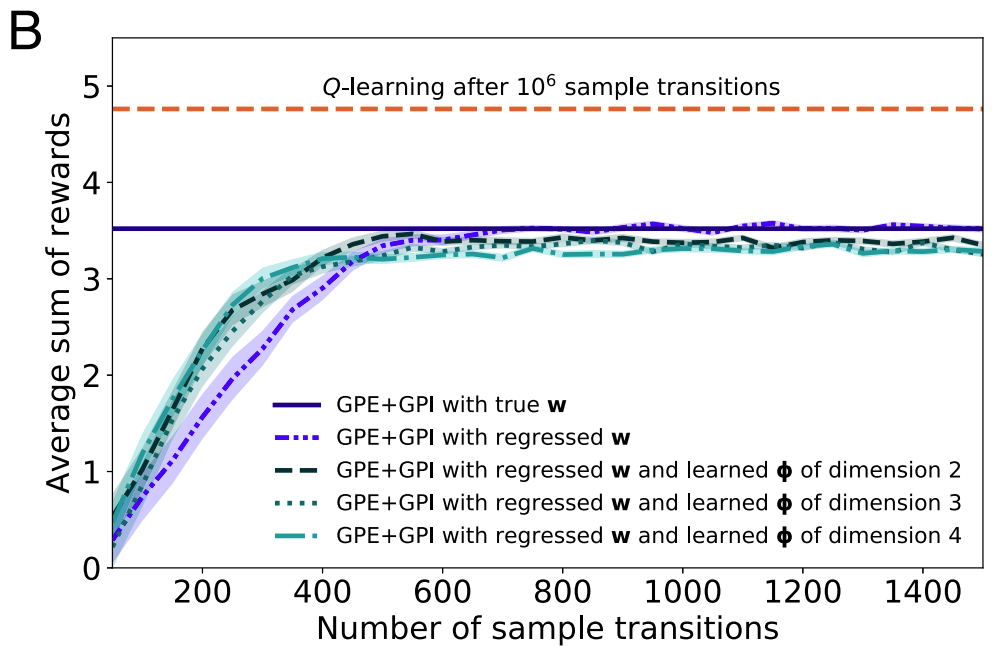 B
Q-learning after 10⁶ sample transitions
Average sum of rewards
5
4
3
2
1
0
GPE+GPI with true w
GPE+GPI with regressed w
GPE+GPI with regressed w and learned ϕ of dimension 2
GPE+GPI with regressed w and learned ϕ of dimension 3
GPE+GPI with regressed w and learned ϕ of dimension 4
200 400 600 800 1000 1200 1400
Number of sample transitions